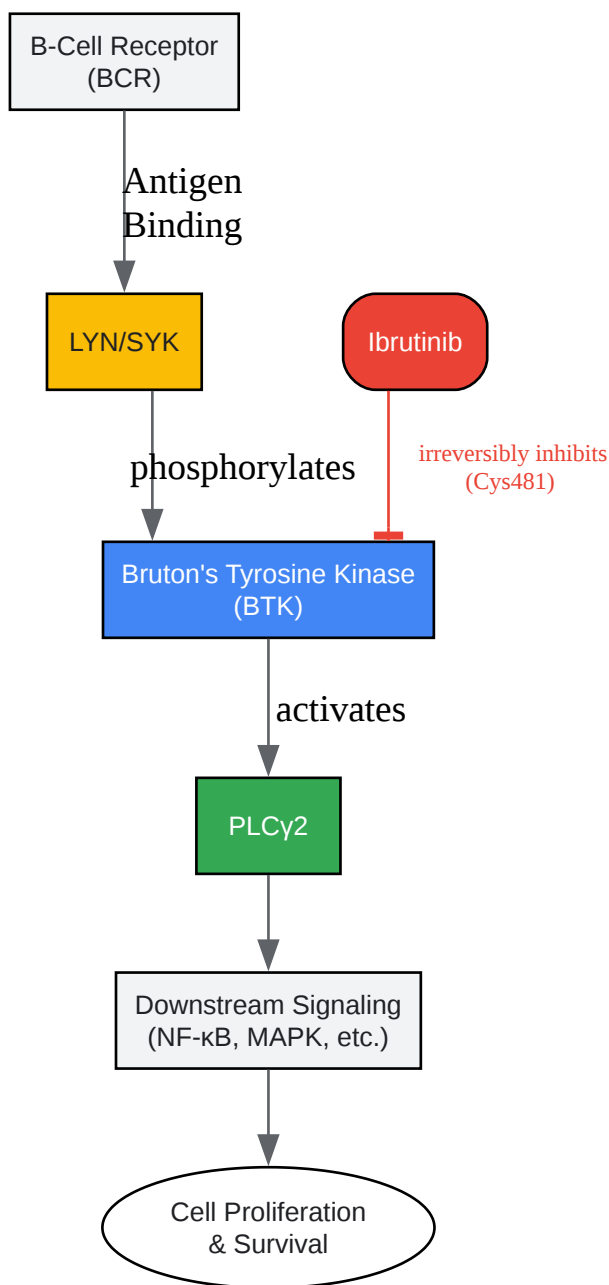 B-Cell Receptor
(BCR)
Antigen
Binding
LYN/SYK
Ibrutinib
phosphorylates
irreversibly inhibits
(Cys481)
Bruton's Tyrosine Kinase
(BTK)
activates
PLCγ2
Downstream Signaling
(NF-κB, MAPK, etc.)
Cell Proliferation
& Survival